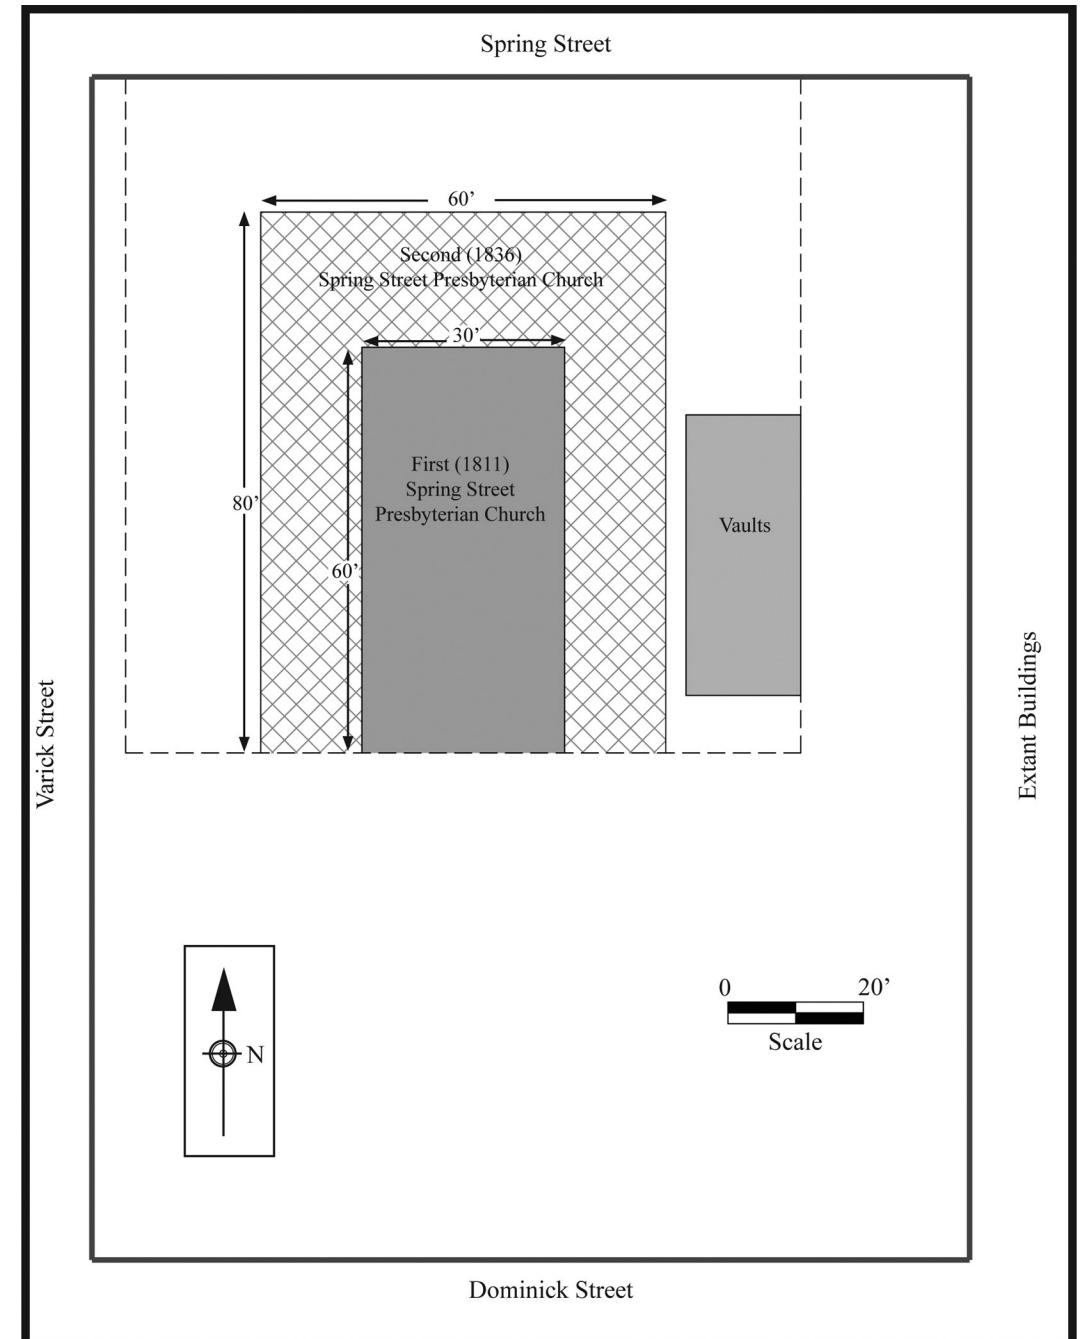 Spring Street
60’
Second (1836)
Spring Street Presbyterian Church
30’
First (1811)
Spring Street
Presbyterian Church
80’
60’
Vaults
Varick Street
Extant Buildings
N
0 20’
Scale
Dominick Street